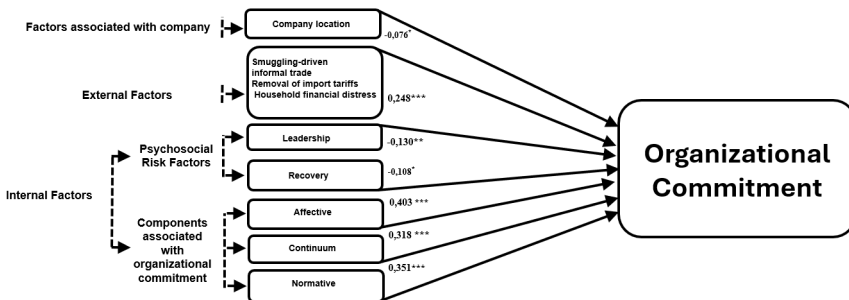 Factors associated with company
Company location
-0,076*
External Factors
Smuggling-driven
informal trade
Removal of import tariffs
Household financial distress
0,248***
Internal Factors
Psychosocial
Risk Factors
Leadership
-0,130**
Recovery
-0,108*
Components
associated
with
organizational
commitment
Affective
0,403 ***
Continuum
0,318 ***
Normative
0,351***
Organizational
Commitment